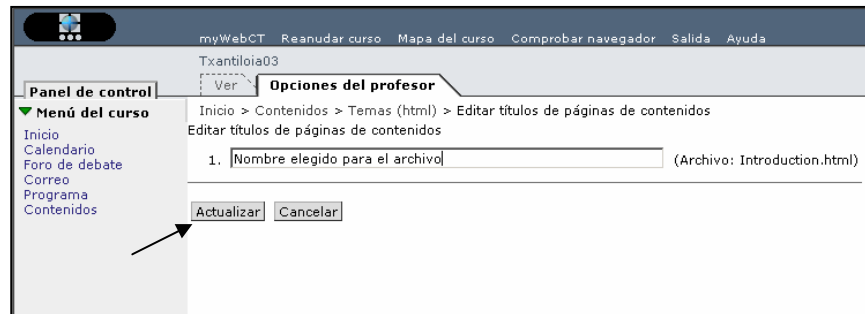 myWebCT Reanudar curso Mapa del curso Comprobar navegador Salida Ayuda
Txantiloia03
Ver Opciones del profesor
Panel de control
Menú del curso
Inicio
Calendario
Foro de debate
Correo
Programa
Contenidos
Inicio > Contenidos > Temas (html) > Editar títulos de páginas de contenidos
Editar títulos de páginas de contenidos
1. Nombre elegido para el archivo (Archivo: Introduction.html)
Actualizar Cancelar